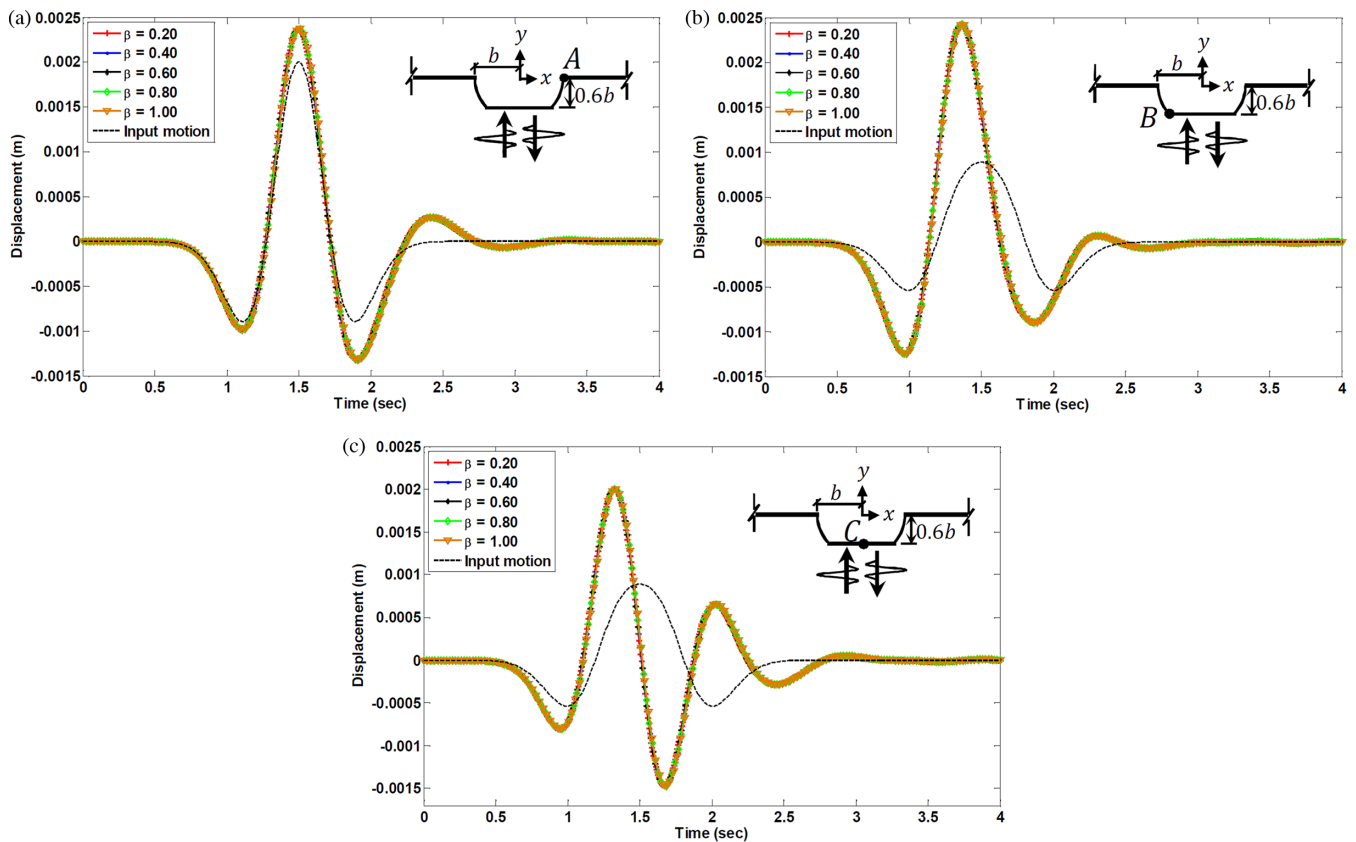 (a)
0.0025
0.002
0.0015
0.001
0.0005
0
-0.0005
-0.001
-0.0015
Displacement (m)
β = 0.20
β = 0.40
β = 0.60
β = 0.80
β = 1.00
Input motion
y
b
A
x
0.6b
0 0.5 1 1.5 2 2.5 3 3.5 4
Time (sec)
(b)
0.0025
0.002
0.0015
0.001
0.0005
0
-0.0005
-0.001
-0.0015
Displacement (m)
β = 0.20
β = 0.40
β = 0.60
β = 0.80
β = 1.00
Input motion
y
b
x
0.6b
B
0 0.5 1 1.5 2 2.5 3 3.5 4
Time (sec)
(c)
0.0025
0.002
0.0015
0.001
0.0005
0
-0.0005
-0.001
-0.0015
Displacement (m)
β = 0.20
β = 0.40
β = 0.60
β = 0.80
β = 1.00
Input motion
y
b
x
C
0.6b
0 0.5 1 1.5 2 2.5 3 3.5 4
Time (sec)